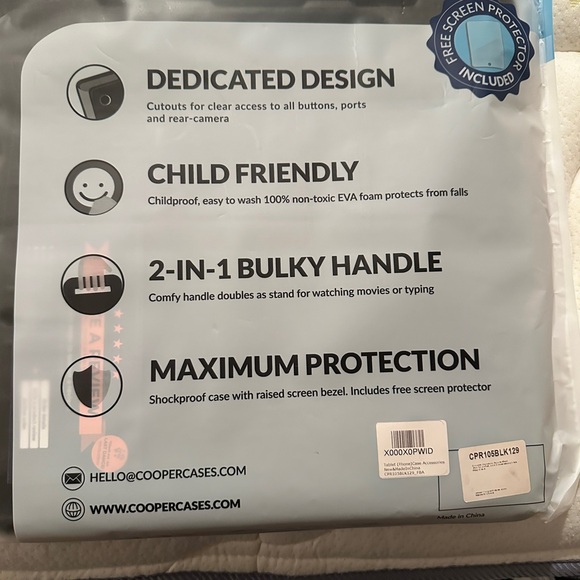 FREE SCREEN PROTECTOR
INCLUDED
DEDICATED DESIGN
Cutouts for clear access to all buttons, ports
and rear-camera
CHILD FRIENDLY
Childproof, easy to wash 100% non-toxic EVA foam protects from falls
2-IN-1 BULKY HANDLE
Comfy handle doubles as stand for watching movies or typing
MAXIMUM PROTECTION
Shockproof case with raised screen bezel. Includes free screen protector
X000X0PWID
CPR105BLK129
HELLO@COOPERCASES.COM
WWW.COOPERCASES.COM
Made in China